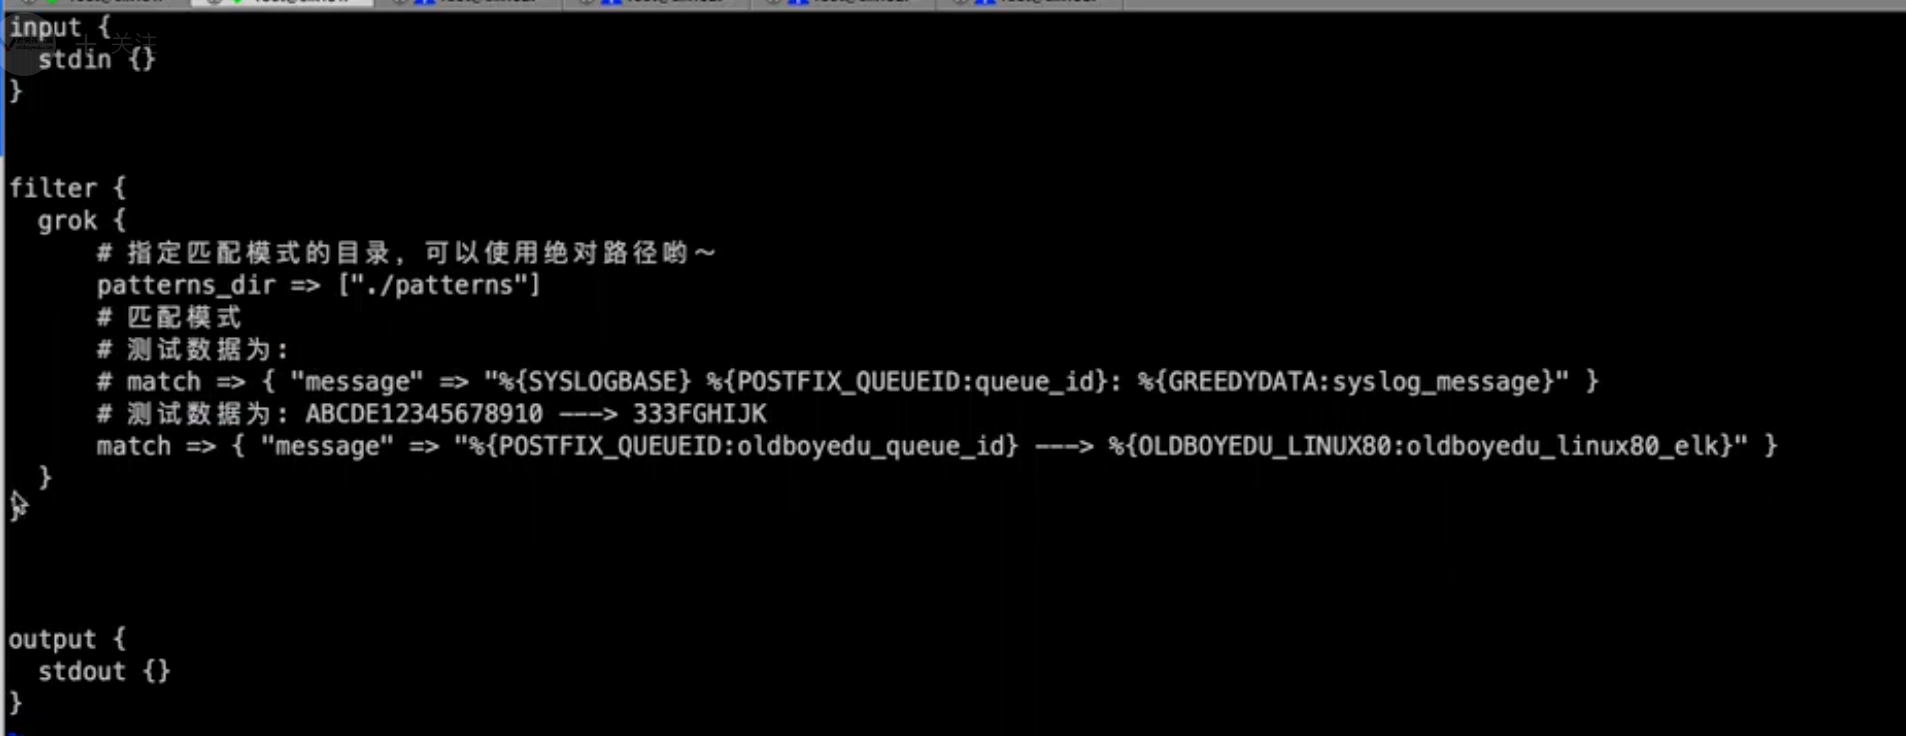 input {
+ 关注
stdin {}
}
filter {
grok {
# 指定匹配模式的目录，可以使用绝对路径哟～
patterns_dir => ["./patterns"]
# 匹配模式
# 测试数据为：
# match => { "message" => "%{SYSLOGBASE} %{POSTFIX_QUEUEID:queue_id}: %{GREEDYDATA:syslog_message}" }
# 测试数据为: ABCDE12345678910 ---> 333FGHIJK
match => { "message" => "%{POSTFIX_QUEUEID:oldboyedu_queue_id} ---> %{OLDBOYEDU_LINUX80:oldboyedu_linux80_elk}" }
}
}
output {
stdout {}
}